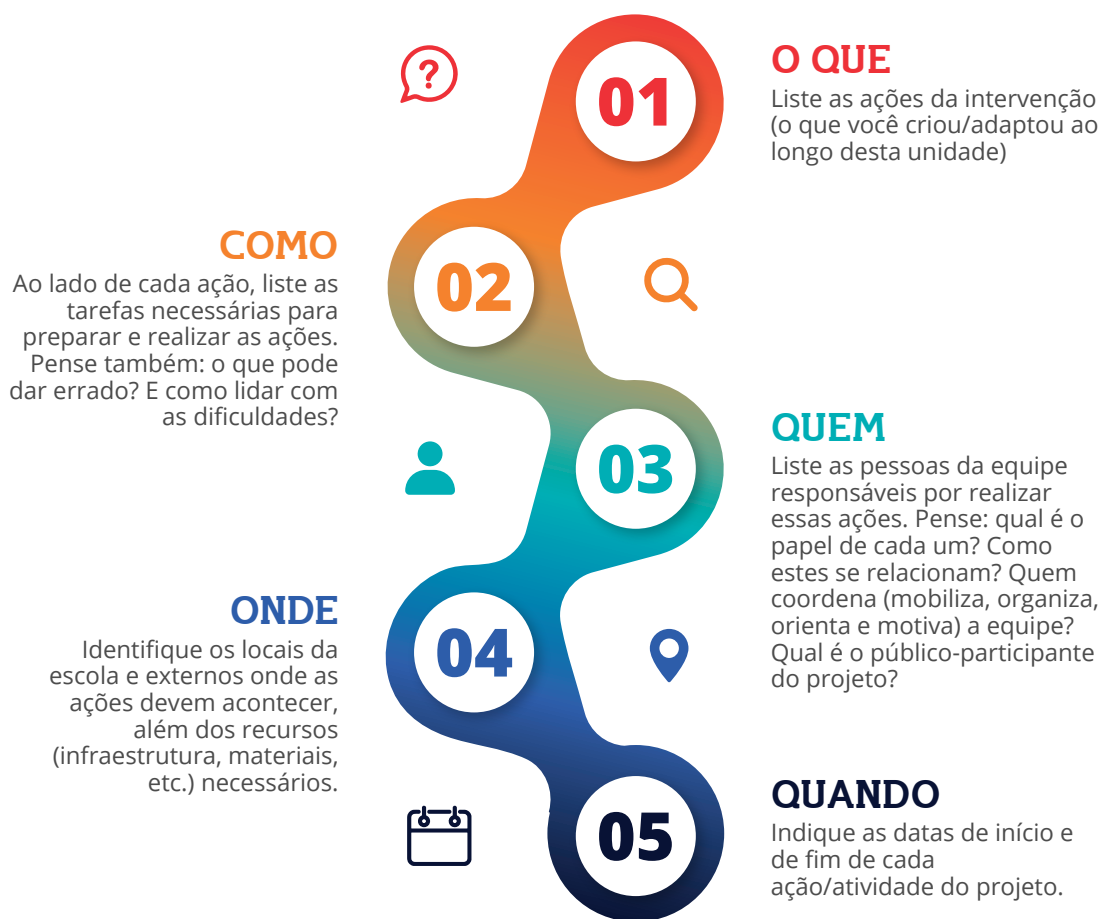 01
O QUE
Liste as ações da intervenção
(o que você criou/adaptou ao
longo desta unidade)
COMO
Ao lado de cada ação, liste as
tarefas necessárias para
preparar e realizar as ações.
Pense também: o que pode
dar errado? E como lidar com
as dificuldades?
02
03
QUEM
Liste as pessoas da equipe
responsáveis por realizar
essas ações. Pense: qual é o
papel de cada um? Como
estes se relacionam? Quem
coordena (mobiliza, organiza,
orienta e motiva) a equipe?
Qual é o público-participante
do projeto?
ONDE
Identifique os locais da
escola e externos onde as
ações devem acontecer,
além dos recursos
(infraestrutura, materiais,
etc.) necessários.
04
05
QUANDO
Indique as datas de início e
de fim de cada
ação/atividade do projeto.